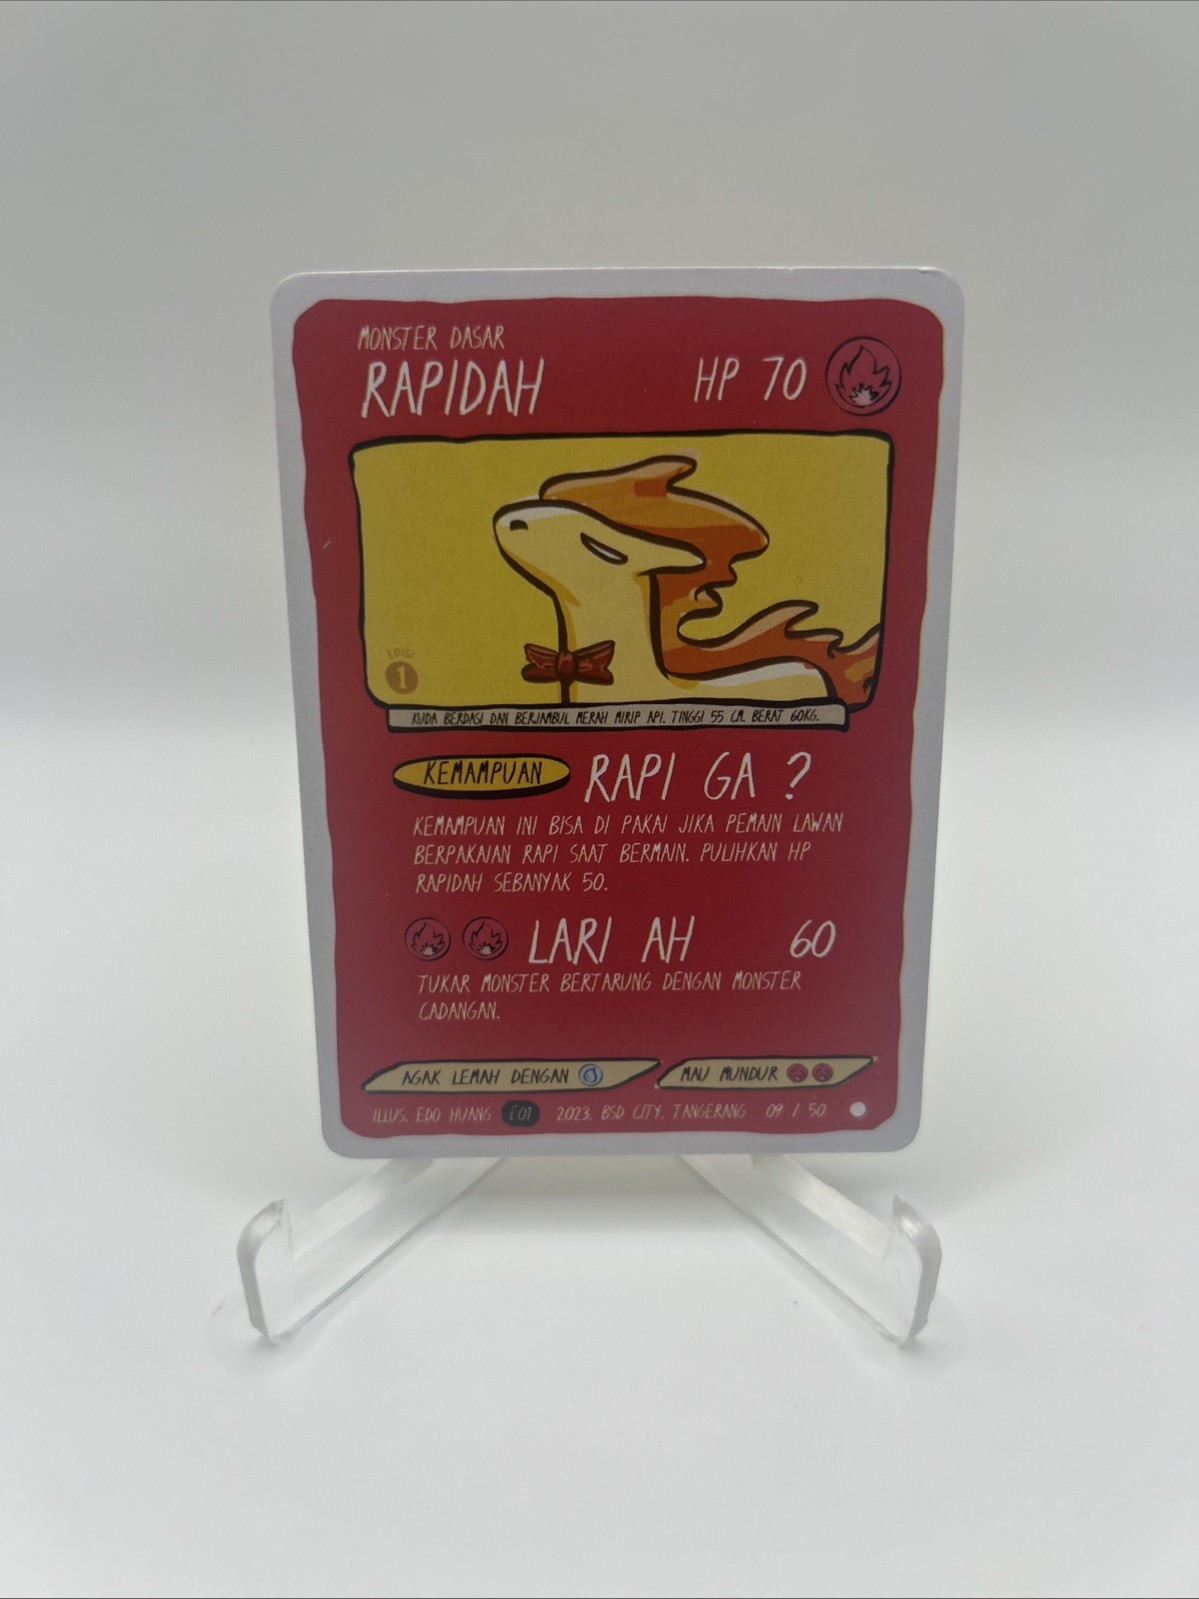 MONSTER DASAR
RAPIDAH
HP 70
EDISI
1
KUDA BERDASI DAN BERJAMBUL MERAH MIRIP API. TINGGI 55 CM. BERAT 60KG.
KEMAMPUAN RAPI GA ?
KEMAMPUAN INI BISA DI PAKAI JIKA PEMAIN LAWAN
BERPAKAIAN RAPI SAAT BERMAIN. PULIHKAN HP
RAPIDAH SEBANYAK 50.
LARI AH 60
TUKAR MONSTER BERTARUNG DENGAN MONSTER
CADANGAN.
AGAK LEMAH DENGAN
MAU MUNDUR
ILLUS. EDO HUANG E01 2023. BSD CITY. TANGERANG 09 / 50